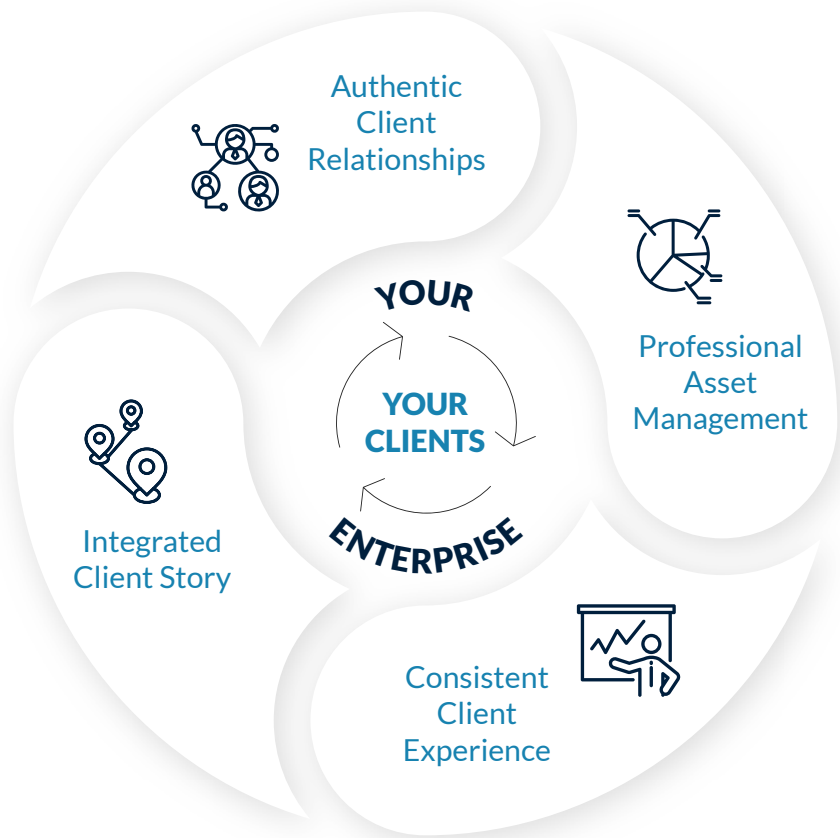 Authentic
Client
Relationships
Professional
Asset
Management
YOUR
YOUR
CLIENTS
ENTERPRISE
Integrated
Client Story
Consistent
Client
Experience